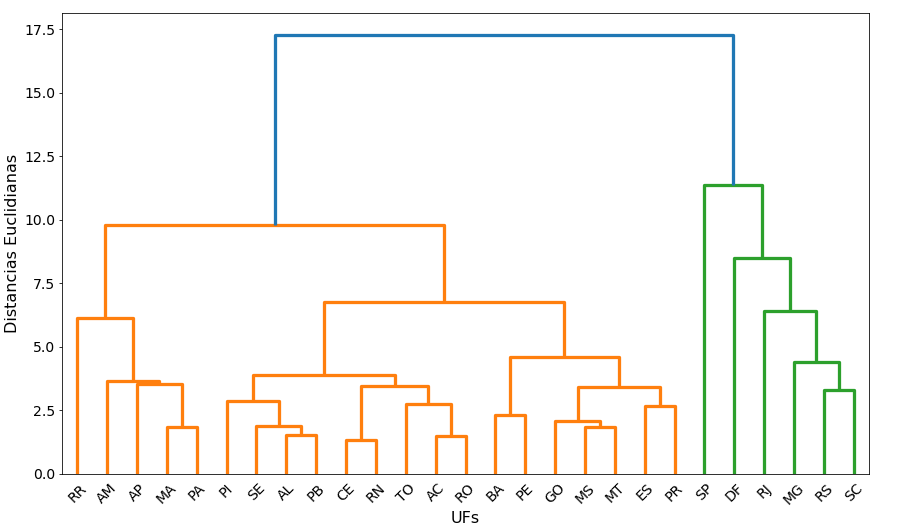 17.5
15.0
12.5
10.0
7.5
5.0
2.5
0.0
Distancias Euclidianas
RR AM AP MA PA PI SE AL PB CE RN TO AC RO BA PE GO MS MT ES PR SP DF RJ MG RS SC
UFs